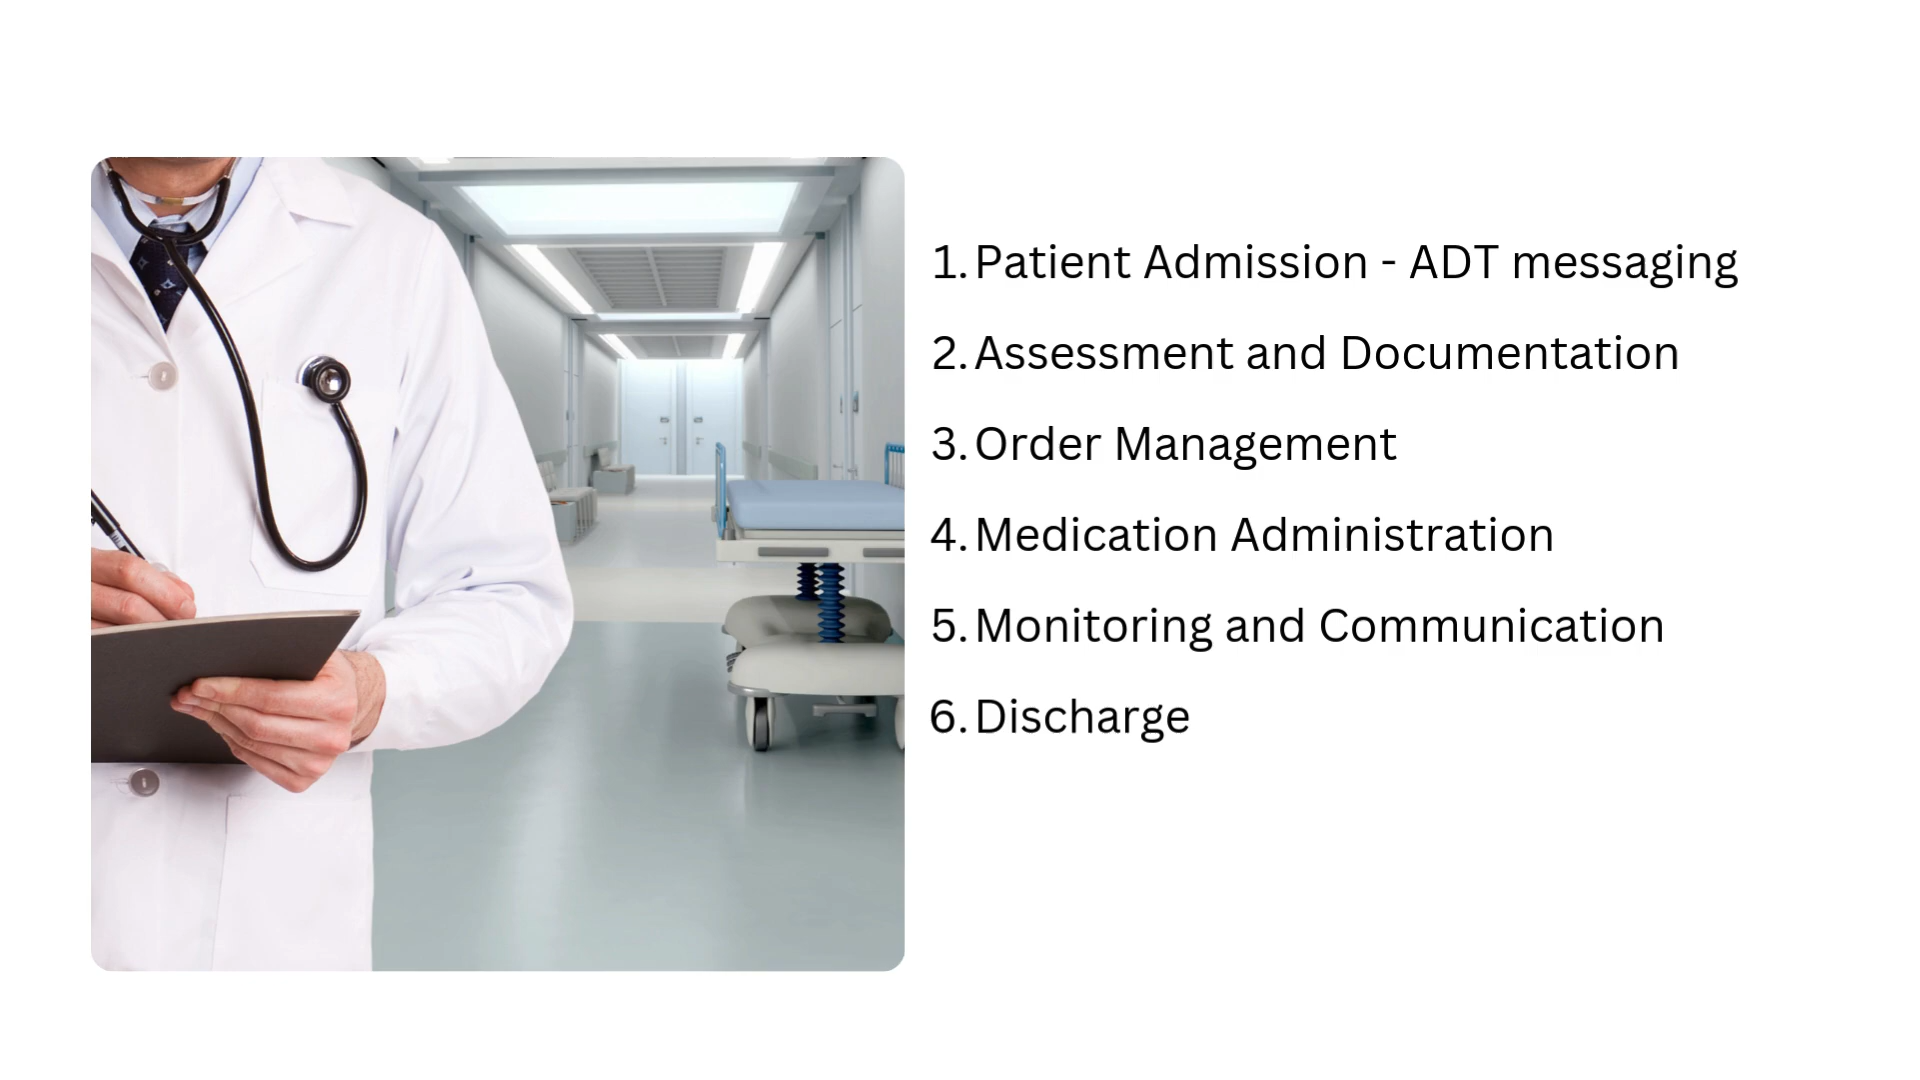 1. Patient Admission - ADT messaging
2. Assessment and Documentation
3. Order Management
4. Medication Administration
5. Monitoring and Communication
6. Discharge